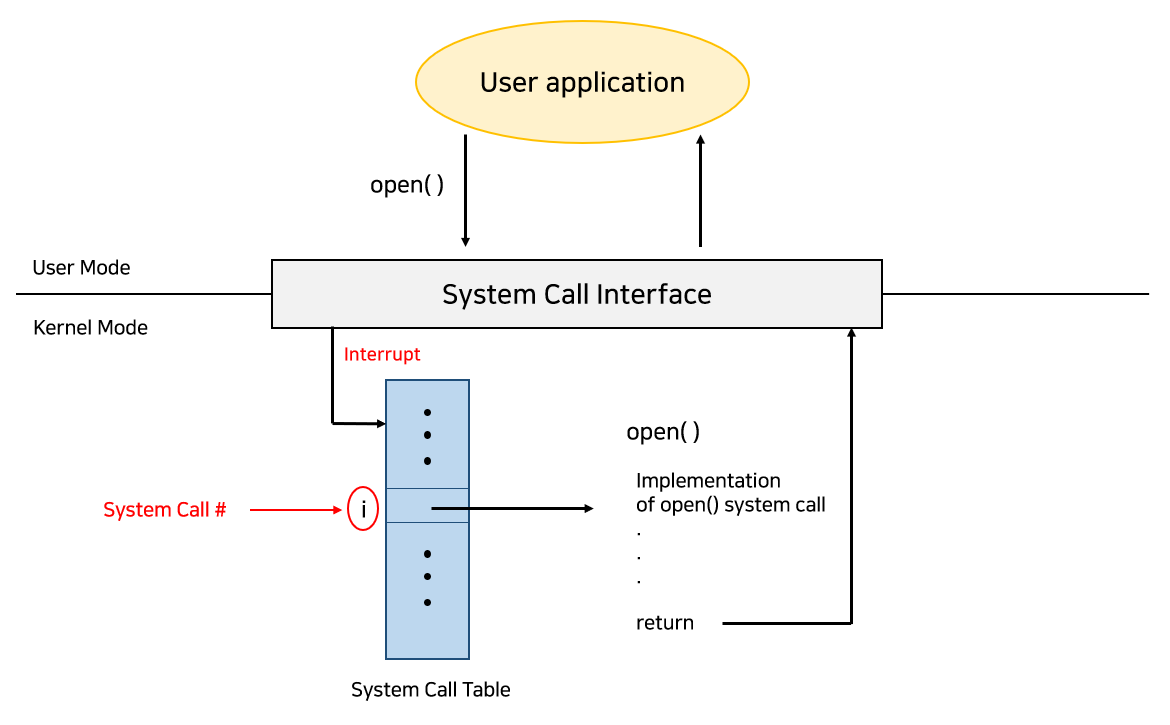 User application
open( )
User Mode
System Call Interface
Kernel Mode
Interrupt
open( )
Implementation
of open() system call
.
.
.
System Call #
i
return
System Call Table